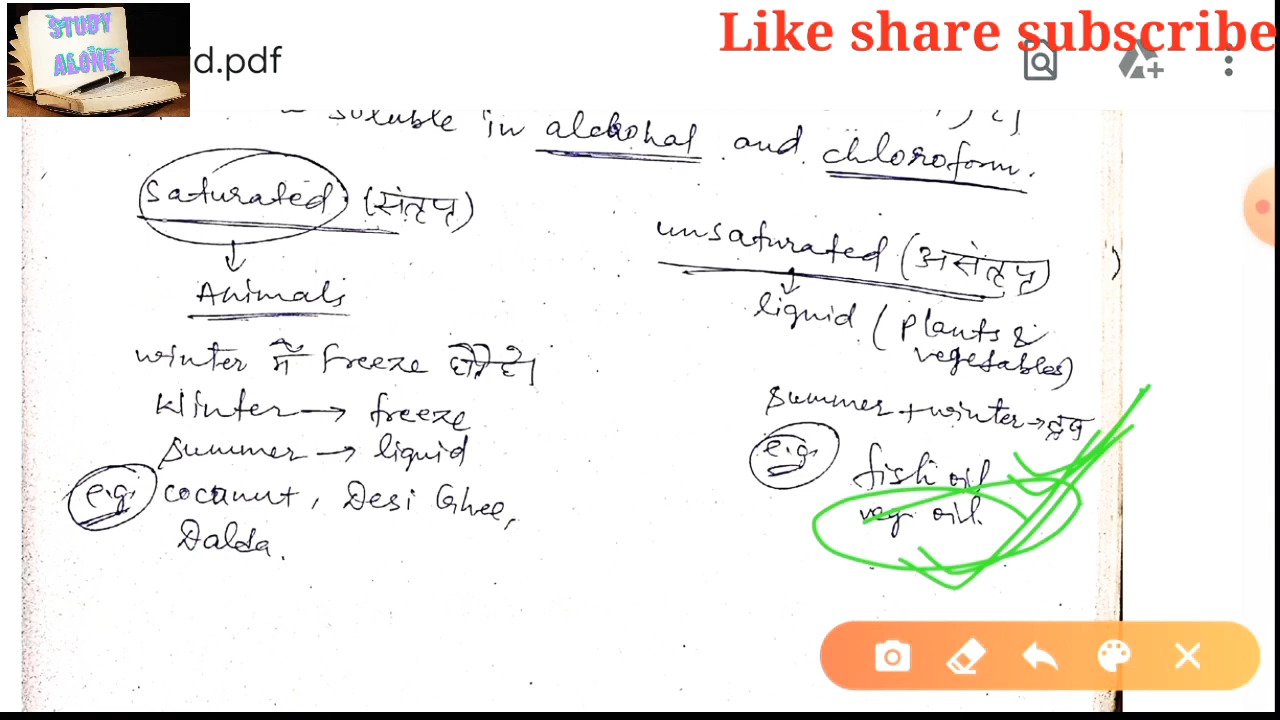 STUDY
ALONE
Like share subscribe
d.pdf
soluble in alcohol and chloroform.
saturated (संतृप्त)
Animals
winter में freeze होते है।
winter → freeze
summer → liquid
e.g. cocanut, Desi Ghee,
Dalda.
unsaturated (असंतृप्त)
liquid (plants &
vegetables)
summer + winter → द्रव
e.g. fish oil
veg. oil.